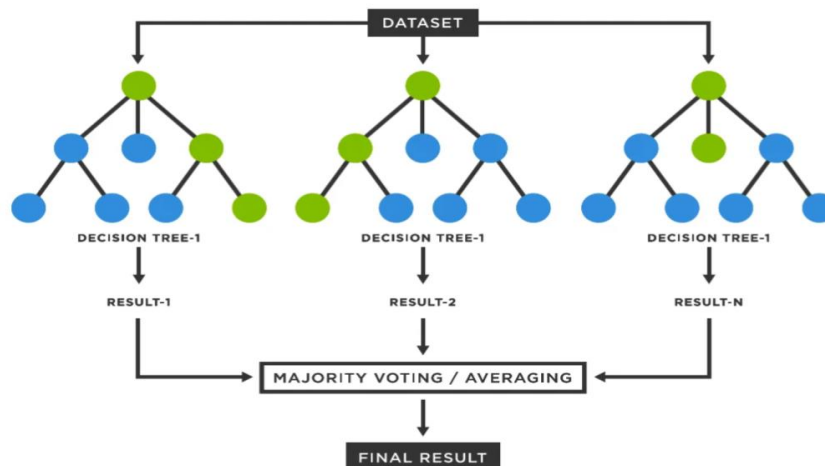 DATASET
DECISION TREE-1
DECISION TREE-1
DECISION TREE-1
RESULT-1
RESULT-2
RESULT-N
MAJORITY VOTING / AVERAGING
FINAL RESULT